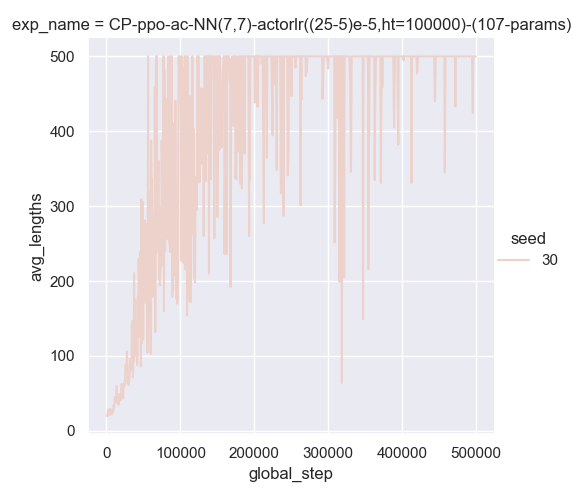 exp_name = CP-ppo-ac-NN(7,7)-actorlr((25-5)e-5,ht=100000)-(107-params)
500
400
300
200
100
0
avg_lengths
0 100000 200000 300000 400000 500000
global_step
seed
30